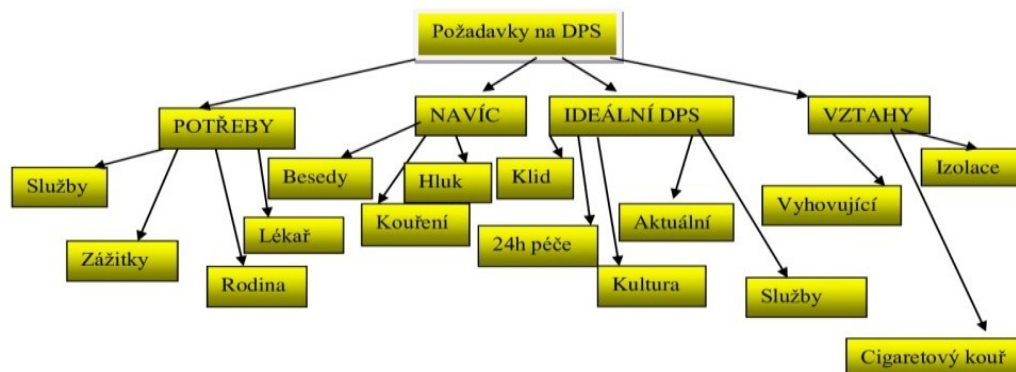 Požadavky na DPS
POTŘEBY
NAVÍC
IDEÁLNÍ DPS
VZTAHY
Služby
Zážitky
Rodina
Lékař
Besedy
Kouření
Hluk
Klid
24h péče
Kultura
Aktuální
Služby
Vyhovující
Cigaretový kouř
Izolace